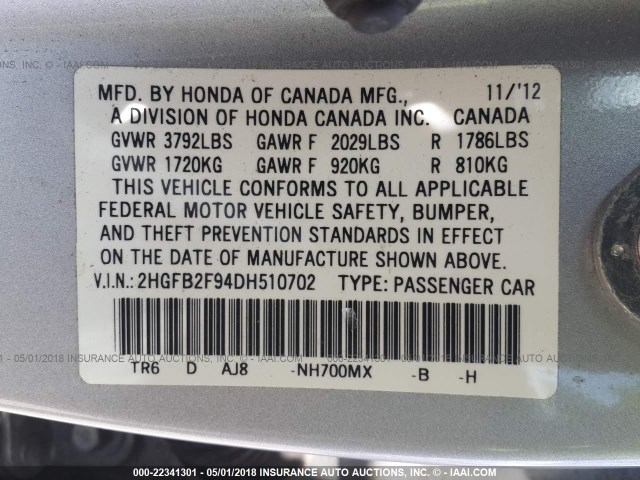 MFD. BY HONDA OF CANADA MFG., 11/'12
A DIVISION OF HONDA CANADA INC. CANADA
GVWR 3792LBS GAWR F 2029LBS R 1786LBS
GVWR 1720KG GAWR F 920KG R 810KG
THIS VEHICLE CONFORMS TO ALL APPLICABLE
FEDERAL MOTOR VEHICLE SAFETY, BUMPER,
AND THEFT PREVENTION STANDARDS IN EFFECT
ON THE DATE OF MANUFACTURE SHOWN ABOVE.
V.I.N.: 2HGFB2F94DH510702 TYPE: PASSENGER CAR
TR6 D AJ8 -NH700MX -B -H
000-22341301 - 05/01/2018 INSURANCE AUTO AUCTIONS - © - IAAI.COM